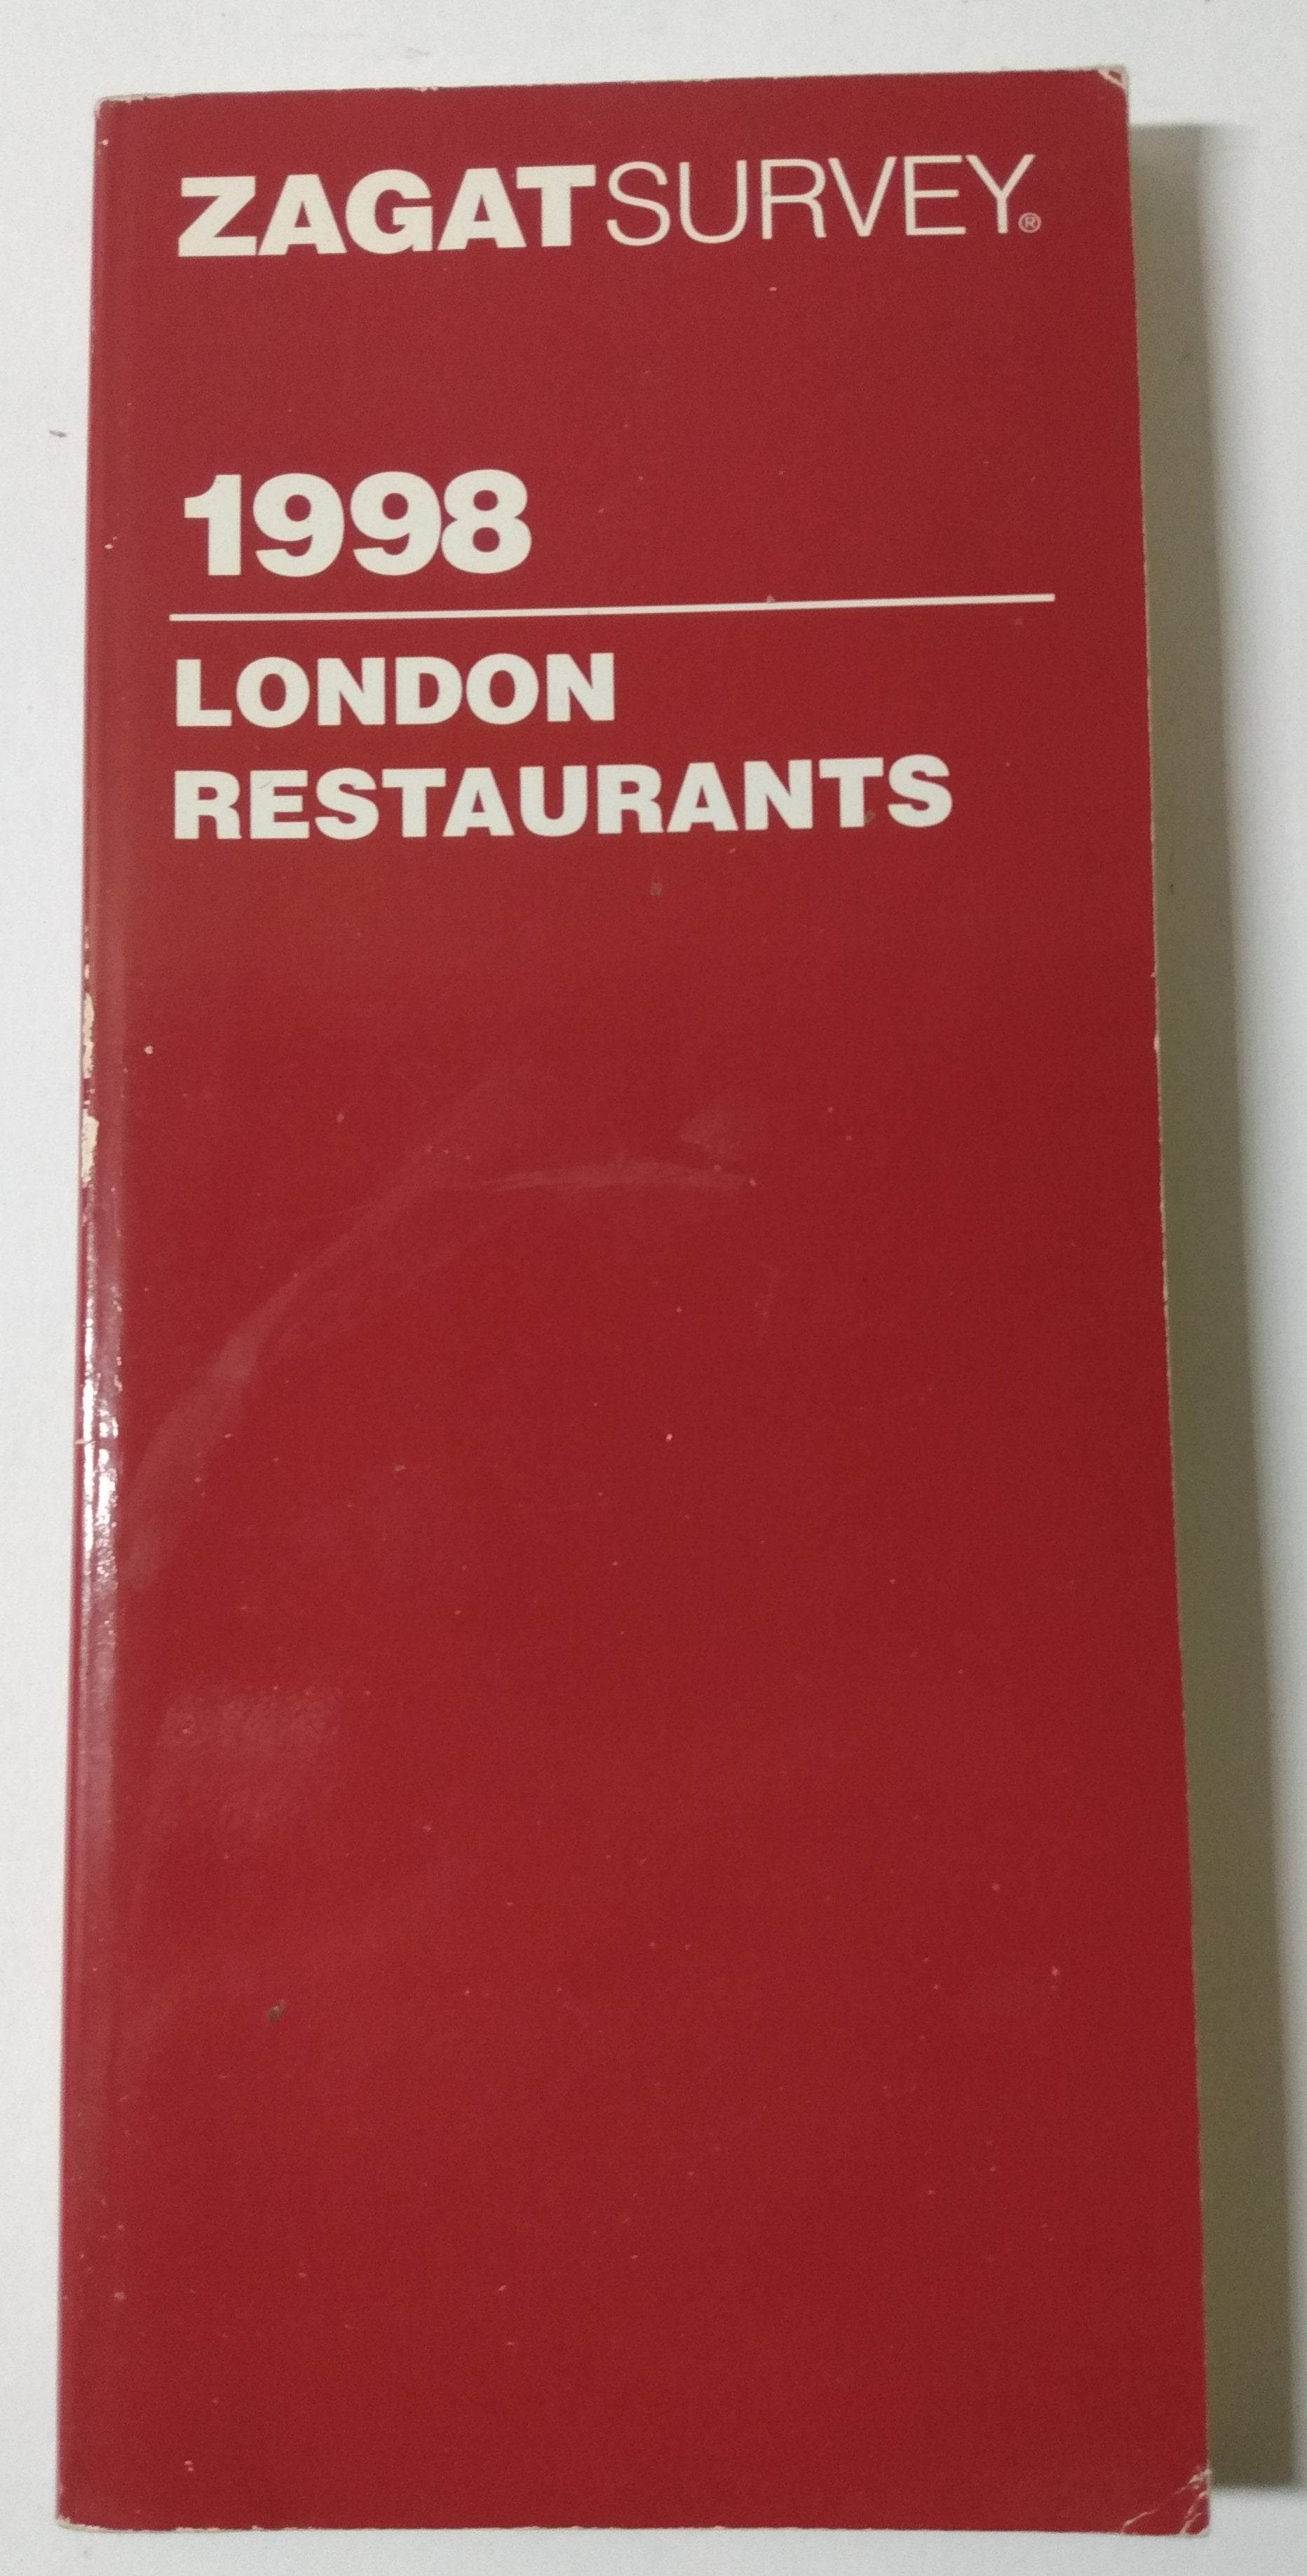 ZAGATSURVEY®
1998
LONDON
RESTAURANTS